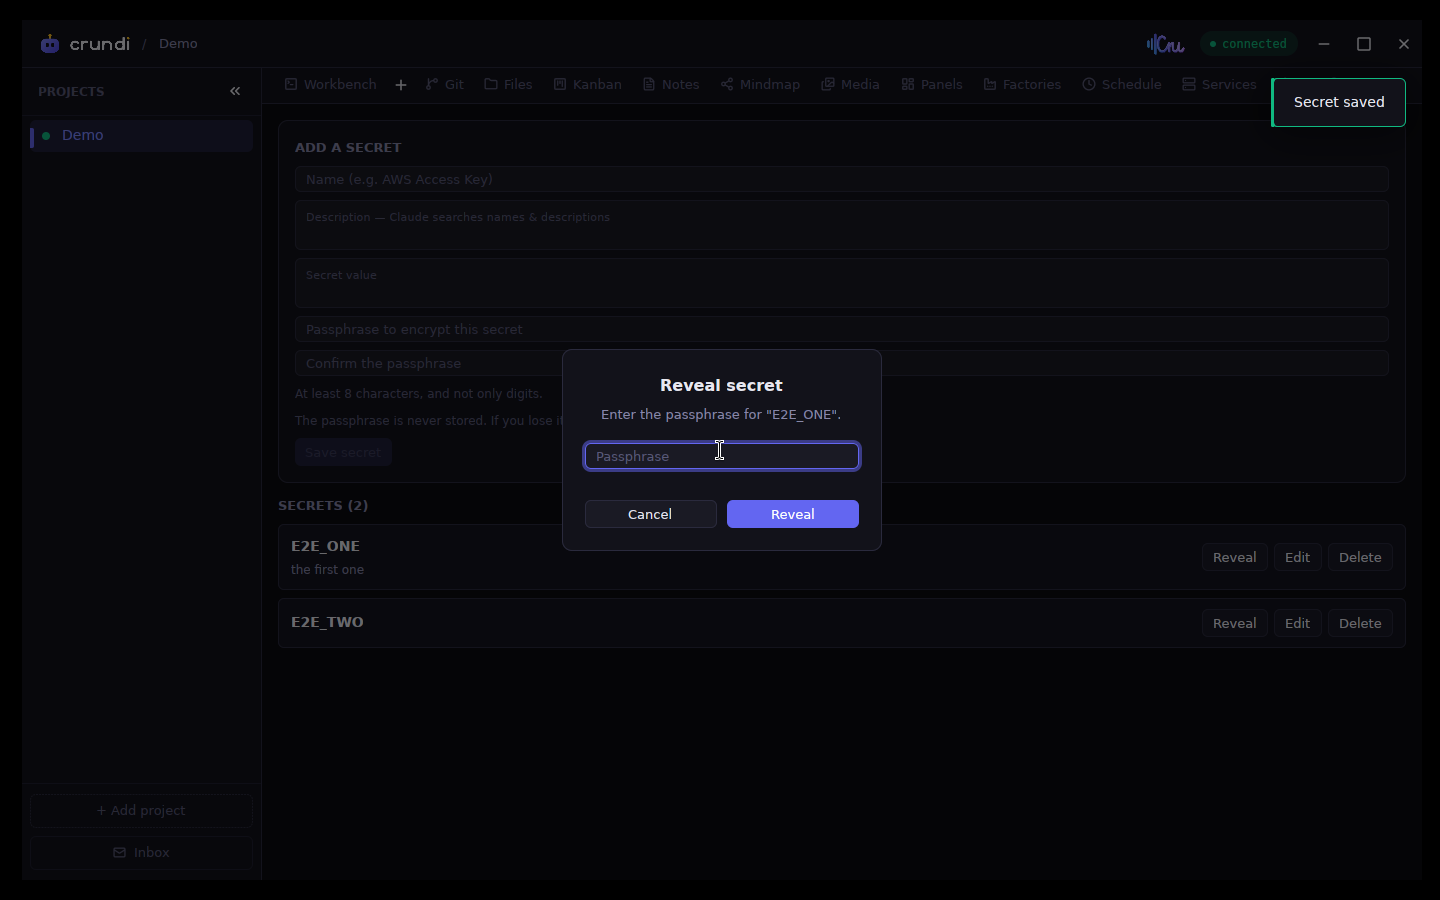 crundi / Demo
Cru
connected
PROJECTS
Workbench
Git
Files
Kanban
Notes
Mindmap
Media
Panels
Factories
Schedule
Services
Secret saved
Demo
ADD A SECRET
Name (e.g. AWS Access Key)
Description — Claude searches names & descriptions
Secret value
Passphrase to encrypt this secret
Confirm the passphrase
At least 8 characters, and not only digits.
The passphrase is never stored. If you lose
Save secret
Reveal secret
Enter the passphrase for "E2E_ONE".
Passphrase
Cancel
Reveal
SECRETS (2)
E2E_ONE
the first one
Reveal
Edit
Delete
E2E_TWO
Reveal
Edit
Delete
+ Add project
Inbox